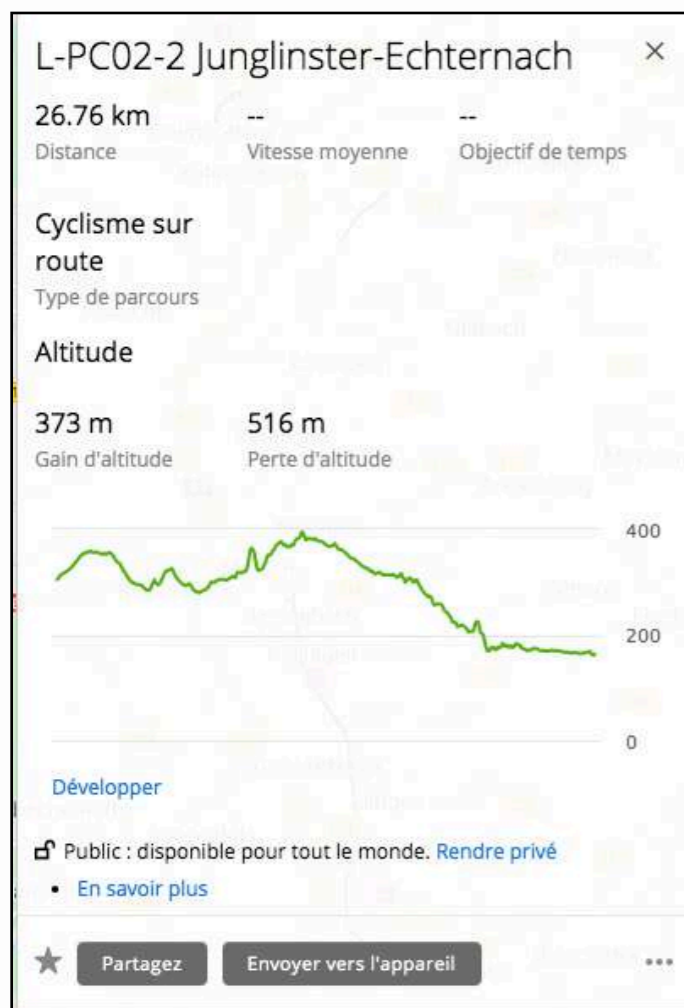 L-PC02-2 Junglinster-Echternach
26.76 km -- --
Distance Vitesse moyenne Objectif de temps
Cyclisme sur
route
Type de parcours
Altitude
373 m 516 m
Gain d'altitude Perte d'altitude
400
200
0
Développer
Public : disponible pour tout le monde. Rendre privé
• En savoir plus
Partagez Envoyer vers l'appareil